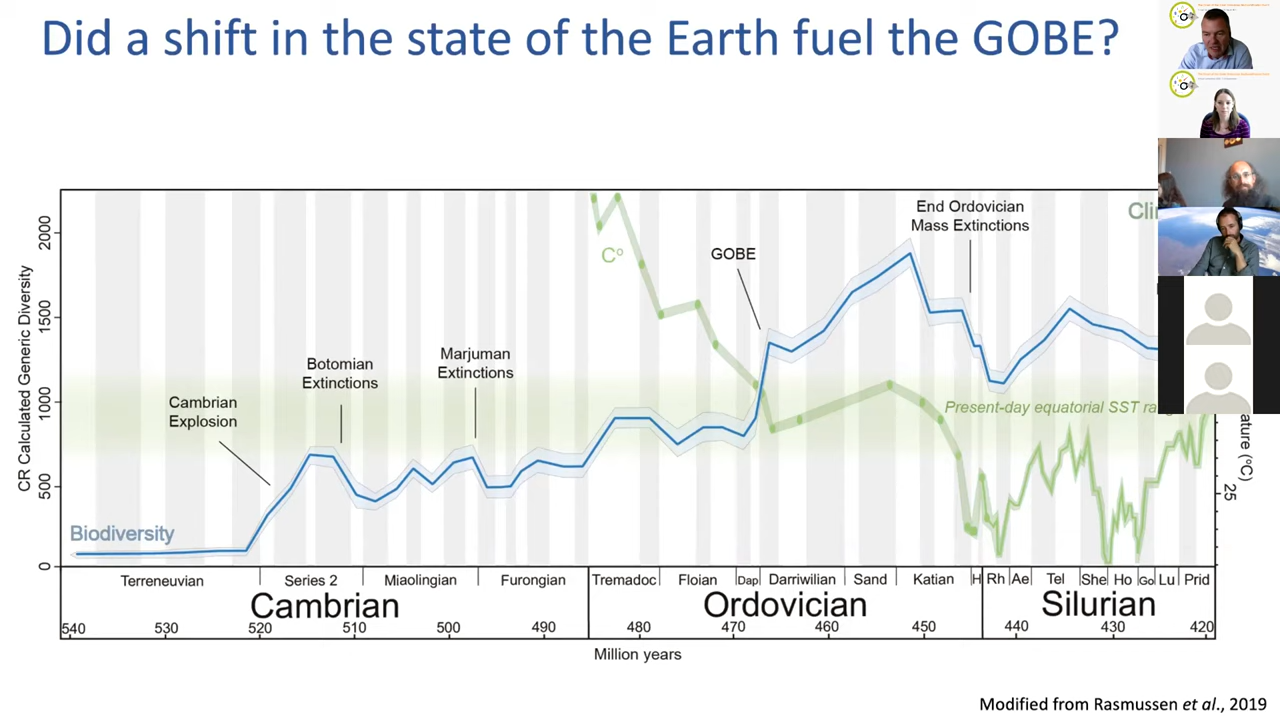 Did a shift in the state of the Earth fuel the GOBE?
End Ordovician
Mass Extinctions
Cli
C°
GOBE
Botomian
Extinctions
Marjuman
Extinctions
Cambrian
Explosion
Present-day equatorial SST ra
Biodiversity
CR Calculated Generic Diversity
2000
1500
1000
500
0
ature (°C)
25
Terreneuvian Series 2 Miaolingian Furongian Tremadoc Floian Dap Darriwilian Sand Katian H Rh Ae Tel She Ho Go Lu Prid
Cambrian Ordovician Silurian
540 530 520 510 500 490 480 470 460 450 440 430 420
Million years
Modified from Rasmussen et al., 2019